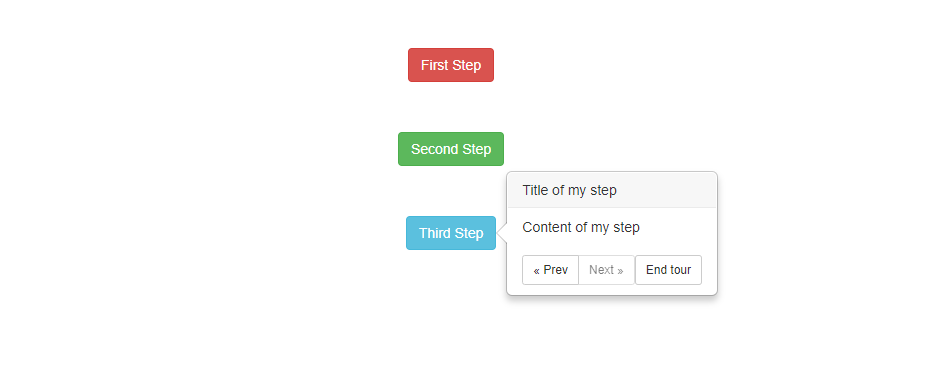 First Step
Second Step
Title of my step
Third Step
Content of my step
« Prev Next » End tour